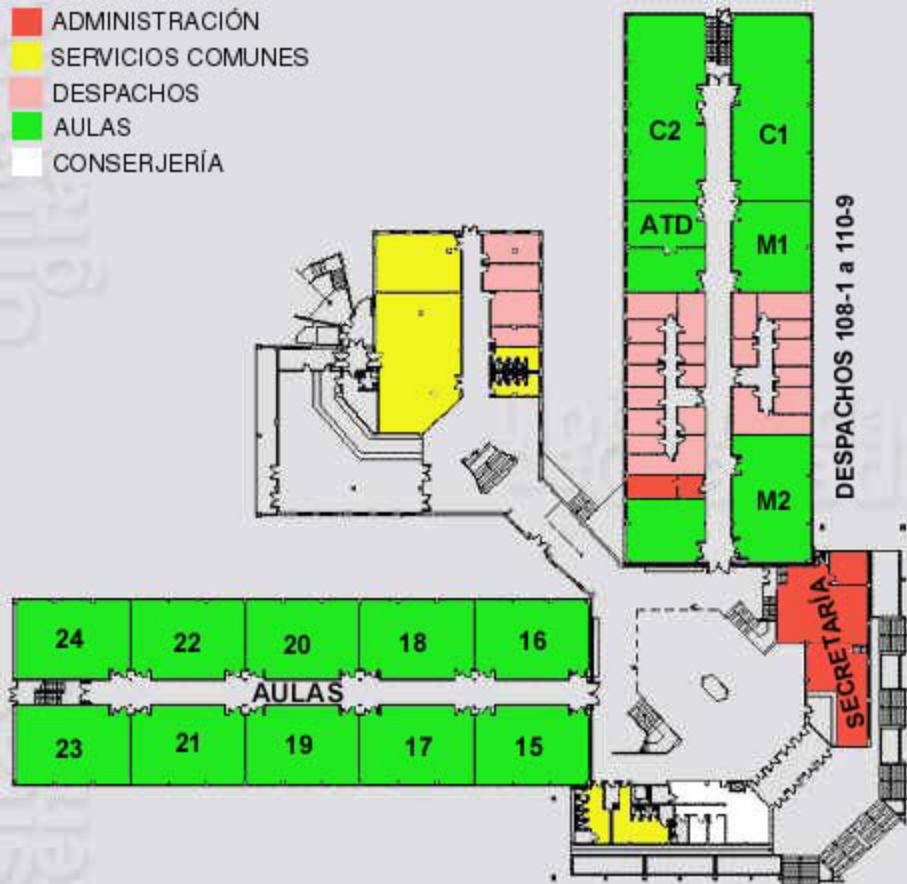 ADMINISTRACIÓN
SERVICIOS COMUNES
DESPACHOS
AULAS
CONSERJERÍA
C2
C1
ATD
M1
DESPACHOS 108-1 a 110-9
M2
SECRETARÍA
24
22
20
18
16
AULAS
23
21
19
17
15